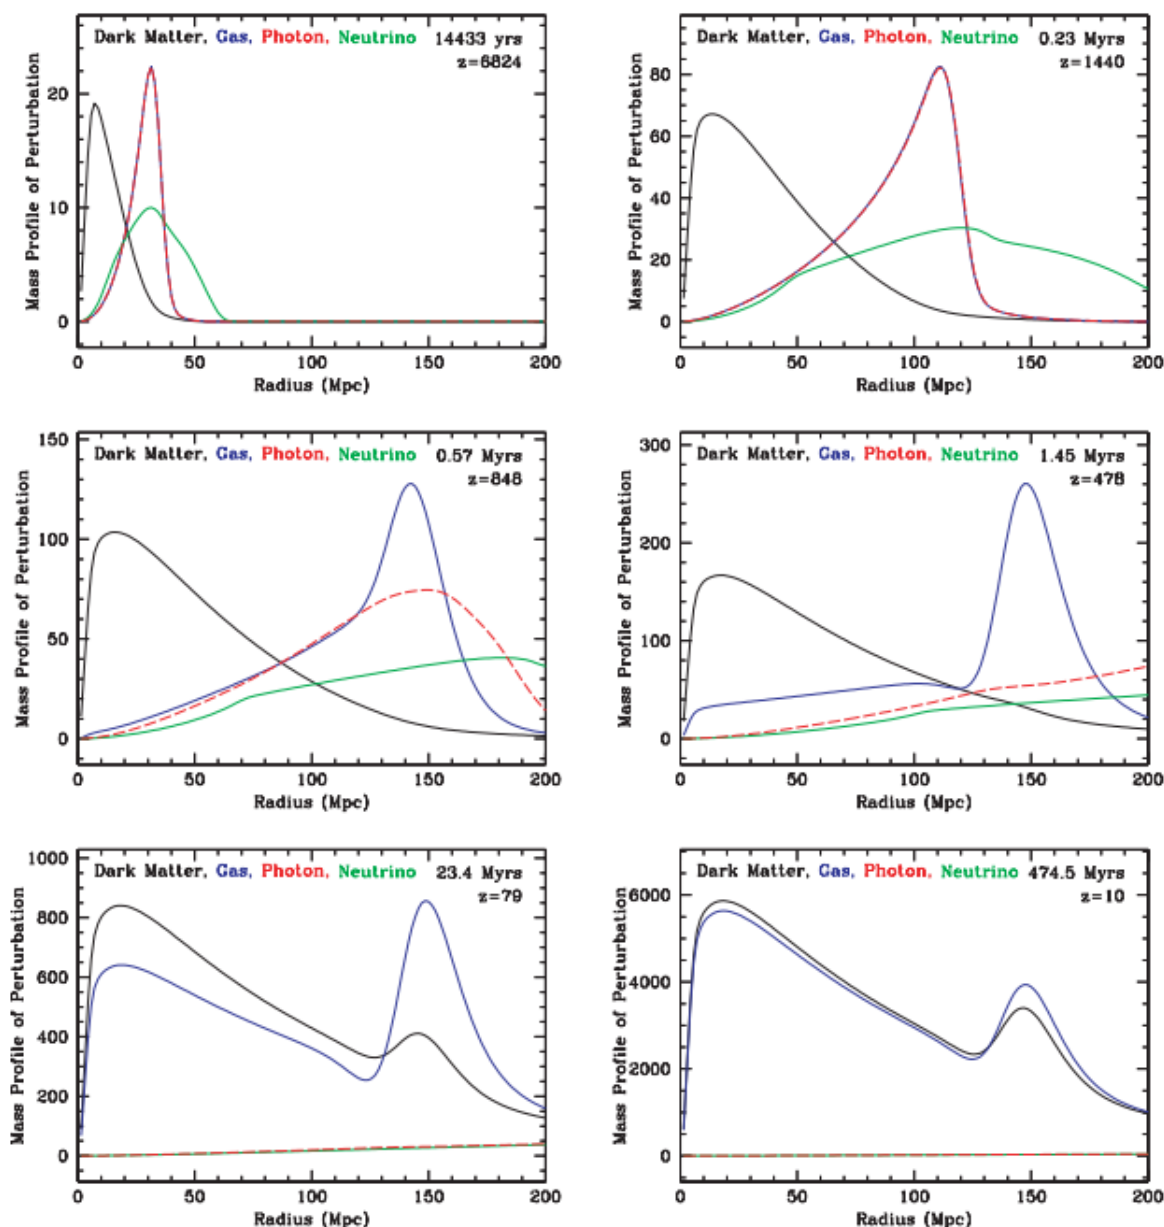 Dark Matter, Gas, Photon, Neutrino 14433 yrs
z=6824
Mass Profile of Perturbation
20
10
0
0 50 100 150 200
Radius (Mpc)
Dark Matter, Gas, Photon, Neutrino 0.23 Myrs
z=1440
Mass Profile of Perturbation
80
60
40
20
0
0 50 100 150 200
Radius (Mpc)
Dark Matter, Gas, Photon, Neutrino 0.57 Myrs
z=848
Mass Profile of Perturbation
150
100
50
0
0 50 100 150 200
Radius (Mpc)
Dark Matter, Gas, Photon, Neutrino 1.45 Myrs
z=478
Mass Profile of Perturbation
300
200
100
0
0 50 100 150 200
Radius (Mpc)
Dark Matter, Gas, Photon, Neutrino 23.4 Myrs
z=79
Mass Profile of Perturbation
1000
800
600
400
200
0
0 50 100 150 200
Radius (Mpc)
Dark Matter, Gas, Photon, Neutrino 474.5 Myrs
z=10
Mass Profile of Perturbation
6000
4000
2000
0
0 50 100 150 200
Radius (Mpc)